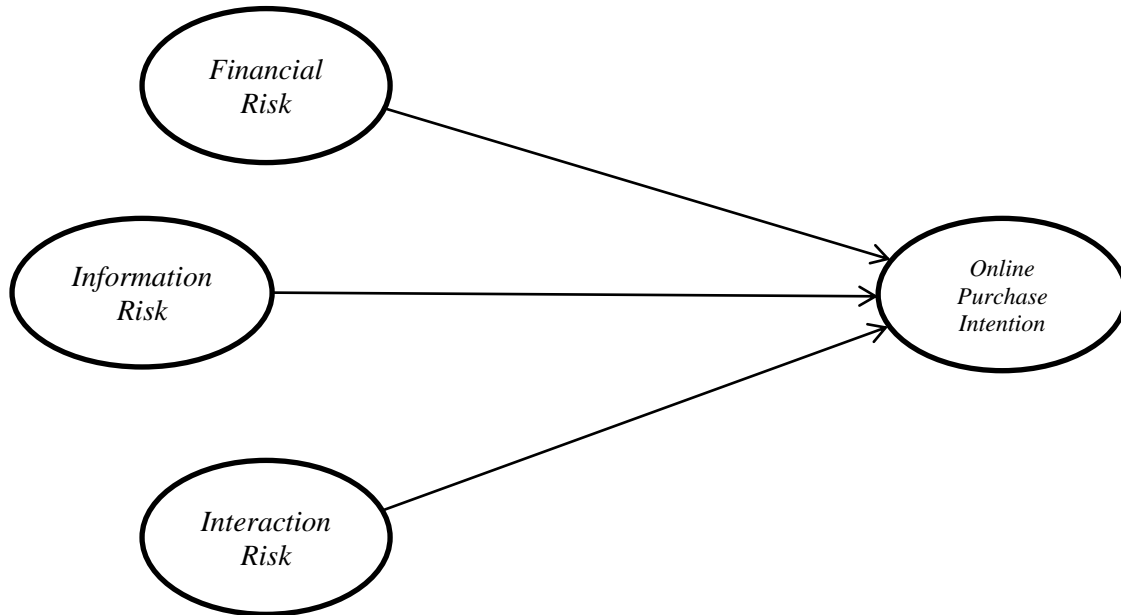 Financial
Risk
Information
Risk
Online
Purchase
Intention
Interaction
Risk